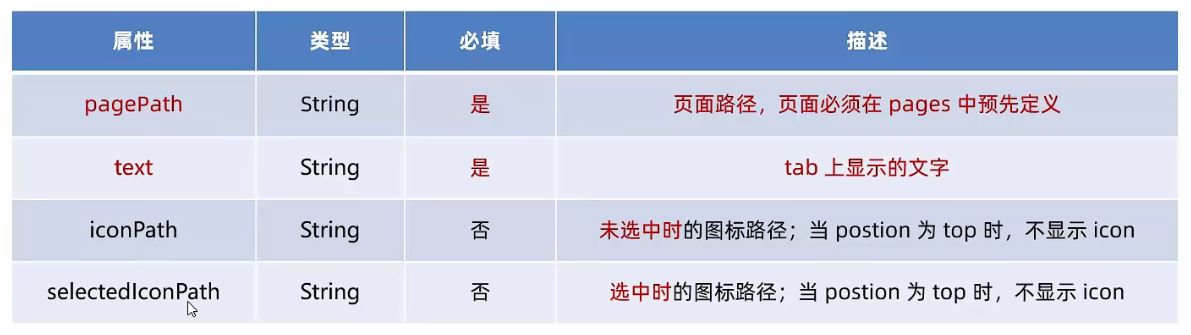 属性 类型 必填 描述
pagePath String 是 页面路径，页面必须在 pages 中预先定义
text String 是 tab 上显示的文字
iconPath String 否 未选中时的图标路径；当 postion 为 top 时，不显示 icon
selectedIconPath String 否 选中时的图标路径；当 postion 为 top 时，不显示 icon